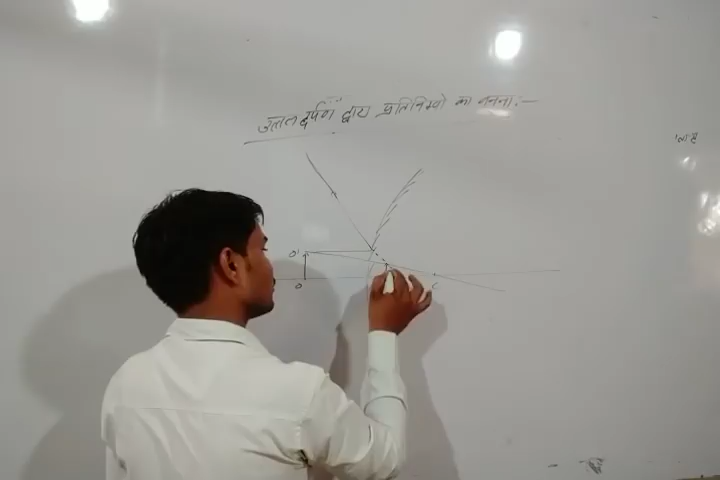 उत्तल दर्पण द्वारा प्रतिबिम्बो का बनना :—
O'
O
C